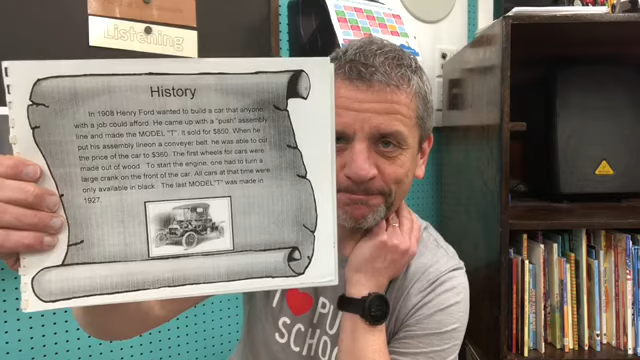 Listening
History
In 1908 Henry Ford wanted to build a car that anyone
with a job could afford. He came up with a "push" assembly
line and made the MODEL "T". It sold for $850. When he
put his assembly lineon a conveyer belt. he was able to cut
the price of the car to $360. The first wheels for cars were
made out of wood. To start the engine, one had to turn a
large crank on the front of the car. All cars at that time were
only available in black. The last MODEL"T" was made in
1927.
I ♥ PU
SCHOO